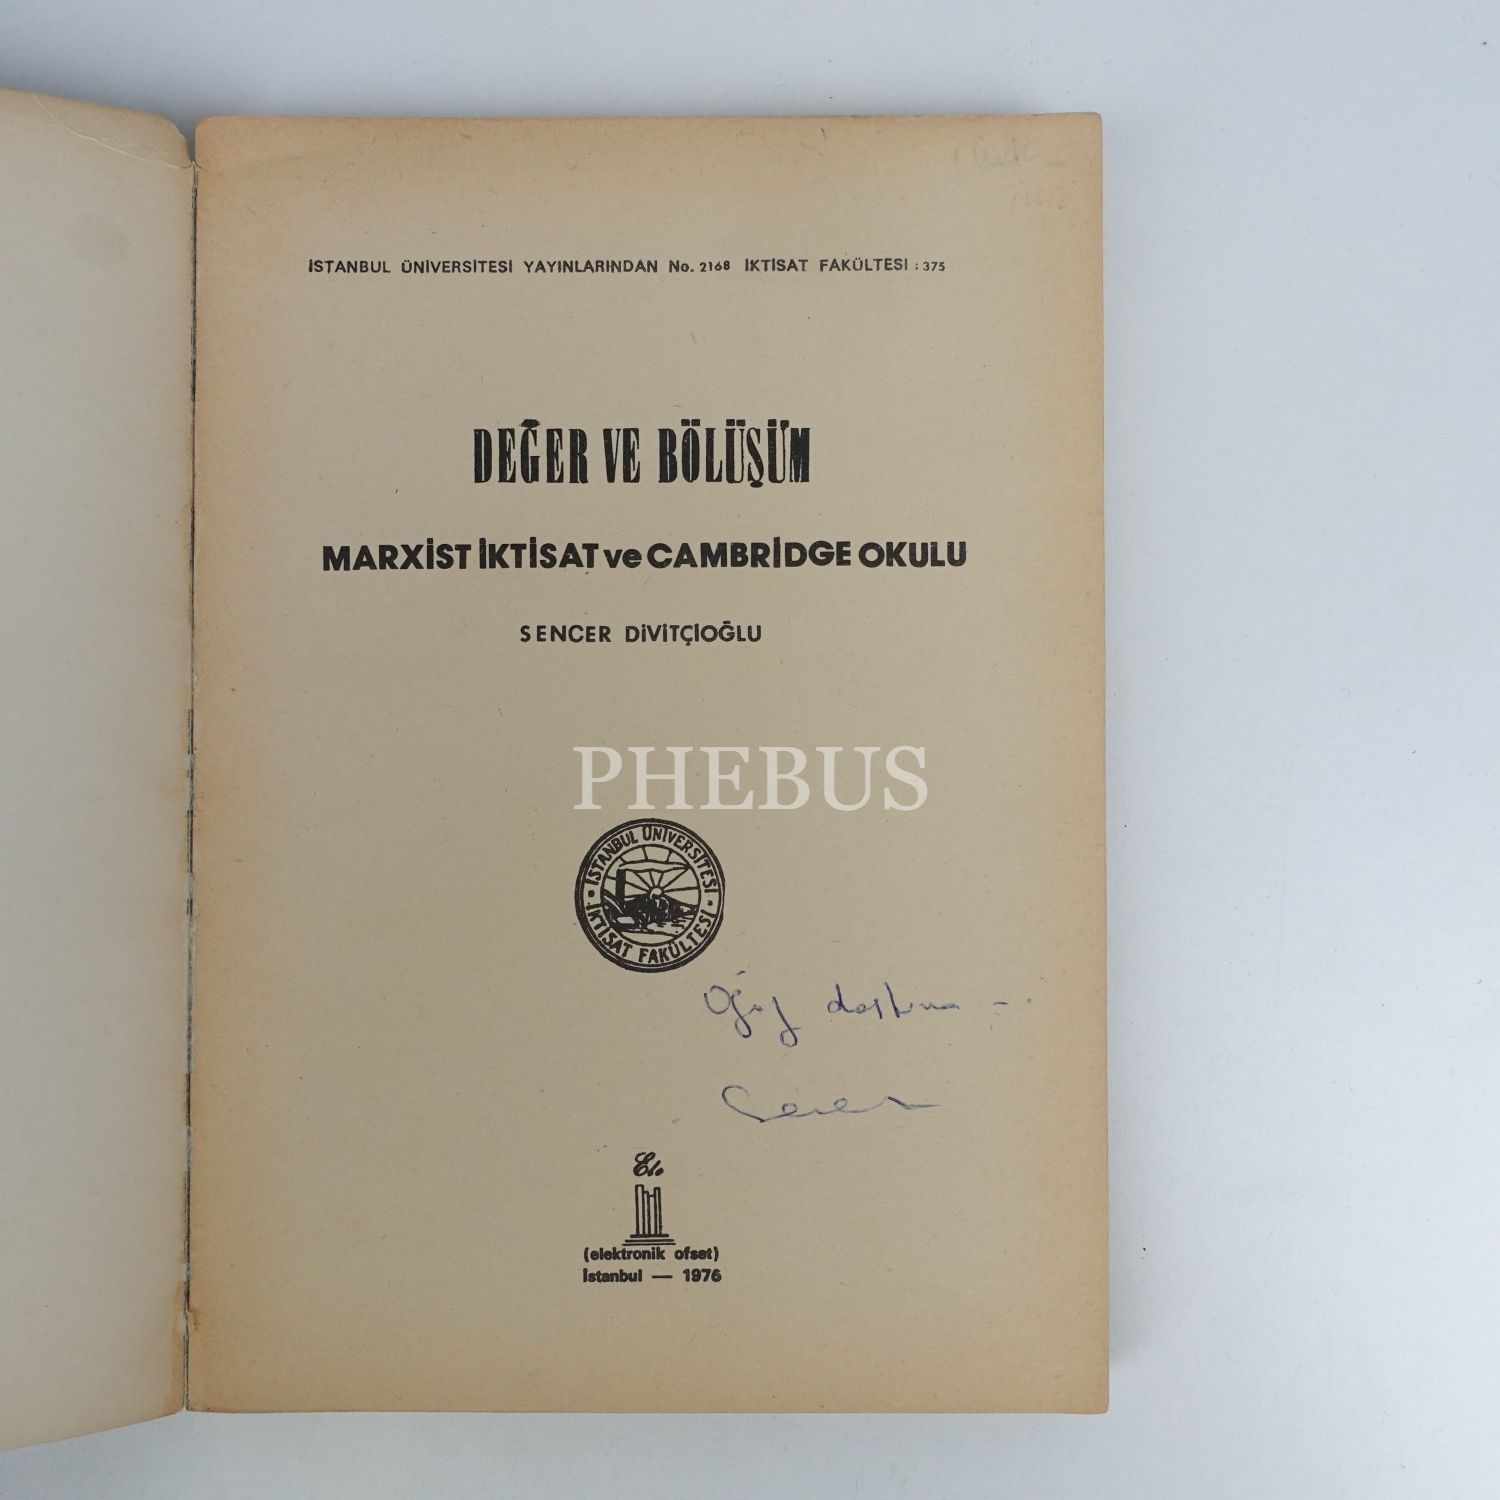 İSTANBUL ÜNİVERSİTESİ YAYINLARINDAN No. 2168 İKTİSAT FAKÜLTESİ : 375
DEĞER VE BÖLÜŞÜM
MARXİST İKTİSAT ve CAMBRİDGE OKULU
SENCER DİVİTÇİOĞLU
PHEBUS
İSTANBUL ÜNİVERSİTESİ
İKTİSAT FAKÜLTESİ
(elektronik ofset)
İstanbul — 1976